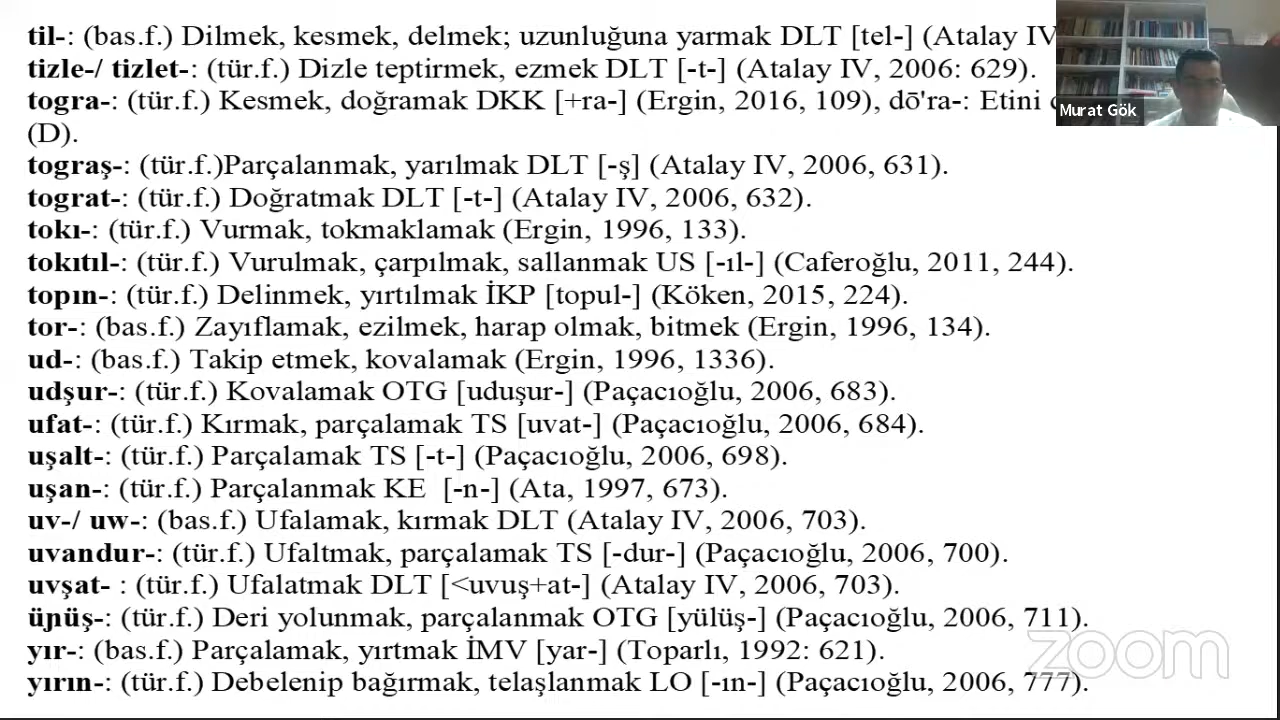 til-: (bas.f.) Dilmek, kesmek, delmek; uzunluğuna yarmak DLT [tel-] (Atalay IV
tizle-/ tizlet-: (tür.f.) Dizle teptirmek, ezmek DLT [-t-] (Atalay IV, 2006: 629).
togra-: (tür.f.) Kesmek, doğramak DKK [+ra-] (Ergin, 2016, 109), dō'ra-: Etini
(D).
tograş-: (tür.f.)Parçalanmak, yarılmak DLT [-ş] (Atalay IV, 2006, 631).
tograt-: (tür.f.) Doğratmak DLT [-t-] (Atalay IV, 2006, 632).
tokı-: (tür.f.) Vurmak, tokmaklamak (Ergin, 1996, 133).
tokıtıl-: (tür.f.) Vurulmak, çarpılmak, sallanmak US [-ıl-] (Caferoğlu, 2011, 244).
topın-: (tür.f.) Delinmek, yırtılmak İKP [topul-] (Köken, 2015, 224).
tor-: (bas.f.) Zayıflamak, ezilmek, harap olmak, bitmek (Ergin, 1996, 134).
ud-: (bas.f.) Takip etmek, kovalamak (Ergin, 1996, 1336).
udşur-: (tür.f.) Kovalamak OTG [uduşur-] (Paçacıoğlu, 2006, 683).
ufat-: (tür.f.) Kırmak, parçalamak TS [uvat-] (Paçacıoğlu, 2006, 684).
uşalt-: (tür.f.) Parçalamak TS [-t-] (Paçacıoğlu, 2006, 698).
uşan-: (tür.f.) Parçalanmak KE [-n-] (Ata, 1997, 673).
uv-/ uw-: (bas.f.) Ufalamak, kırmak DLT (Atalay IV, 2006, 703).
uvandur-: (tür.f.) Ufaltmak, parçalamak TS [-dur-] (Paçacıoğlu, 2006, 700).
uvşat- : (tür.f.) Ufalatmak DLT [<uvuş+at-] (Atalay IV, 2006, 703).
üŋüş-: (tür.f.) Deri yolunmak, parçalanmak OTG [yülüş-] (Paçacıoğlu, 2006, 711).
yır-: (bas.f.) Parçalamak, yırtmak İMV [yar-] (Toparlı, 1992: 621).
yırın-: (tür.f.) Debelenip bağırmak, telaşlanmak LO [-ın-] (Paçacıoğlu, 2006, 777).
Murat Gök
zoom